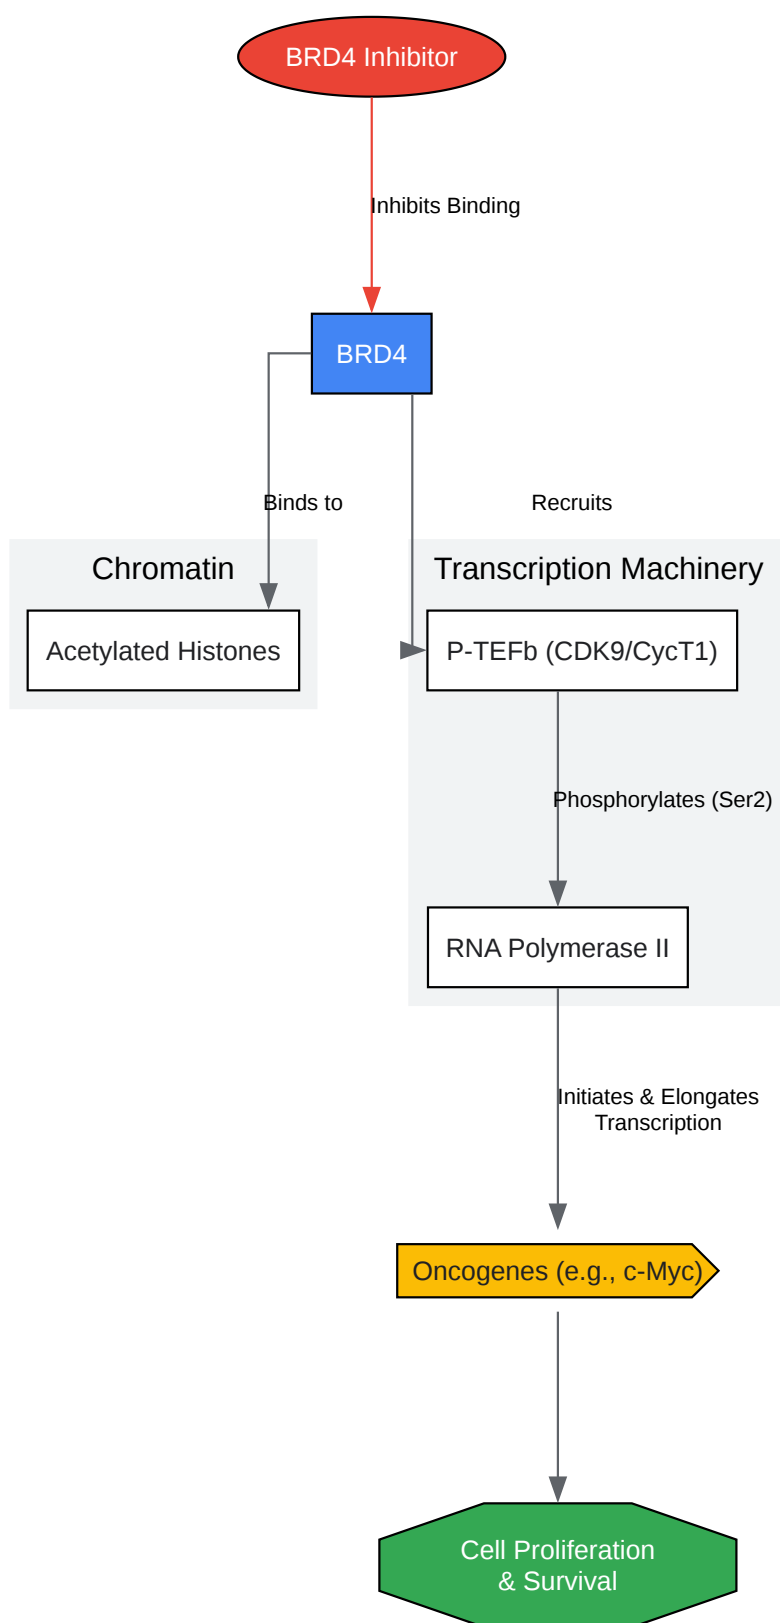 BRD4 Inhibitor
Inhibits Binding
BRD4
Binds to
Recruits
Chromatin
Transcription Machinery
Acetylated Histones
P-TEFb (CDK9/CycT1)
Phosphorylates (Ser2)
RNA Polymerase II
Initiates & Elongates
Transcription
Oncogenes (e.g., c-Myc)
Cell Proliferation
& Survival